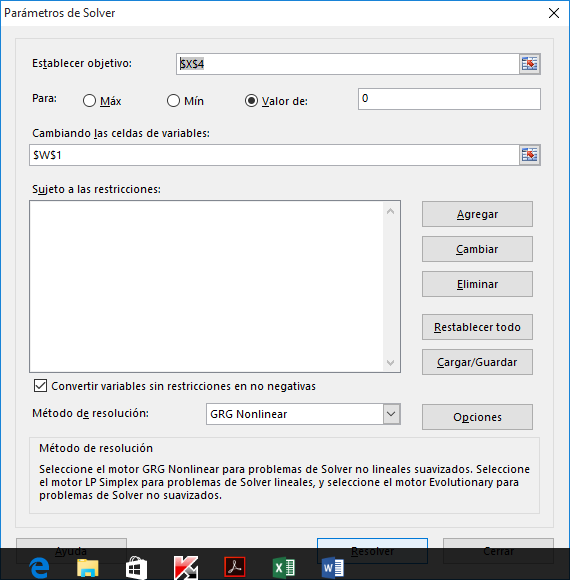 Parámetros de Solver
Establecer objetivo: $X$4
Para: Máx Mín Valor de: 0
Cambiando las celdas de variables:
$W$1
Sujeto a las restricciones:
Agregar
Cambiar
Eliminar
Restablecer todo
Cargar/Guardar
Convertir variables sin restricciones en no negativas
Método de resolución: GRG Nonlinear Opciones
Método de resolución
Seleccione el motor GRG Nonlinear para problemas de Solver no lineales suavizados. Seleccione
el motor LP Simplex para problemas de Solver lineales, y seleccione el motor Evolutionary para
problemas de Solver no suavizados.
Ayuda Resolver Cerrar